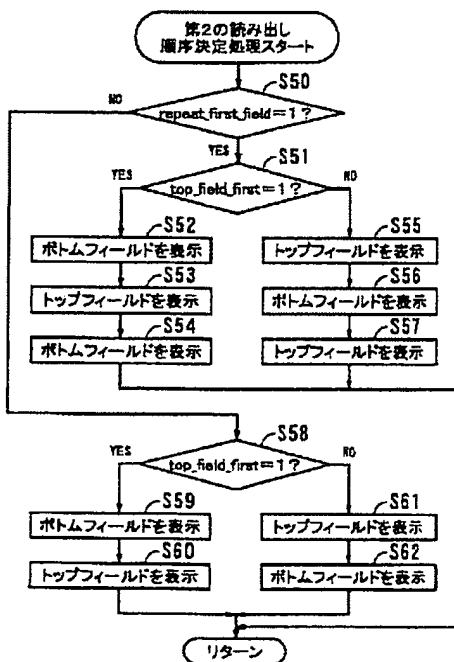 第2の読み出し
順序決定処理スタート
S50
NO
repeat_first_field=1?
YES
S51
YES
NO
top_field_first=1?
S52
S55
ボトムフィールドを表示
トップフィールドを表示
S53
S56
トップフィールドを表示
ボトムフィールドを表示
S54
S57
ボトムフィールドを表示
トップフィールドを表示
S58
YES
NO
top_field_first=1?
S59
S61
ボトムフィールドを表示
トップフィールドを表示
S60
S62
トップフィールドを表示
ボトムフィールドを表示
リターン